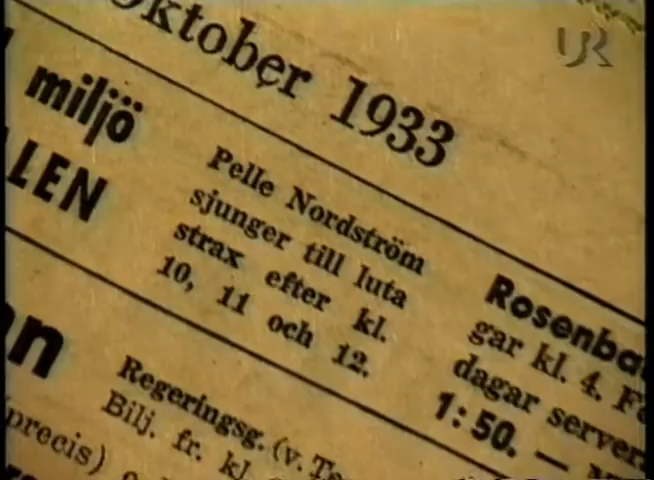 UR
Oktober 1933
miljö
LEN
Pelle Nordström
sjunger till luta
strax efter kl.
10, 11 och 12.
gar kl. 4.
dagar server
1:50. —
Regeringsg. (v.
Bilj. fr. kl
(precis)